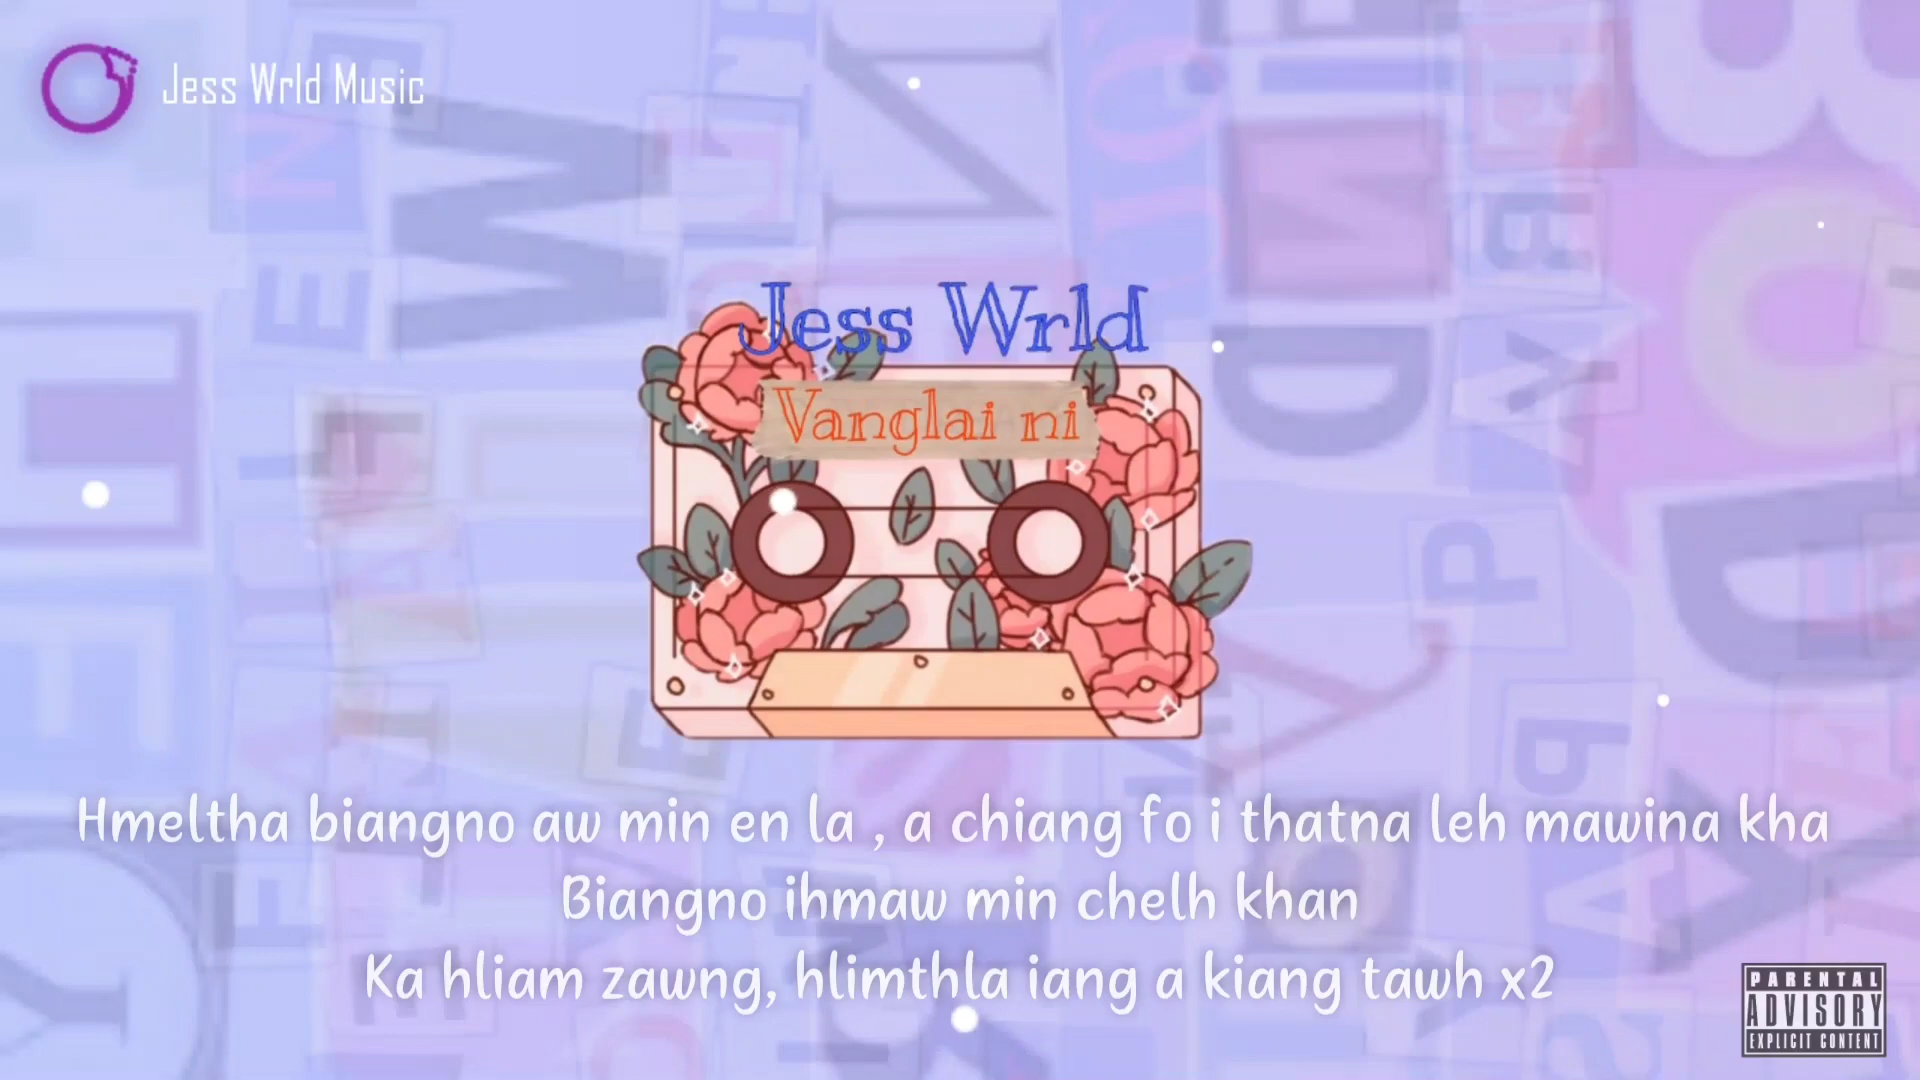 Jess Wrld Music
Jess Wrld
Vanglai ni
Hmeltha biangno aw min en la , a chiang fo i thatna leh mawina kha
Biangno ihmaw min chelh khan
Ka hliam zawng, hlimthla iang a kiang tawh x2
PARENTAL
ADVISORY
EXPLICIT CONTENT